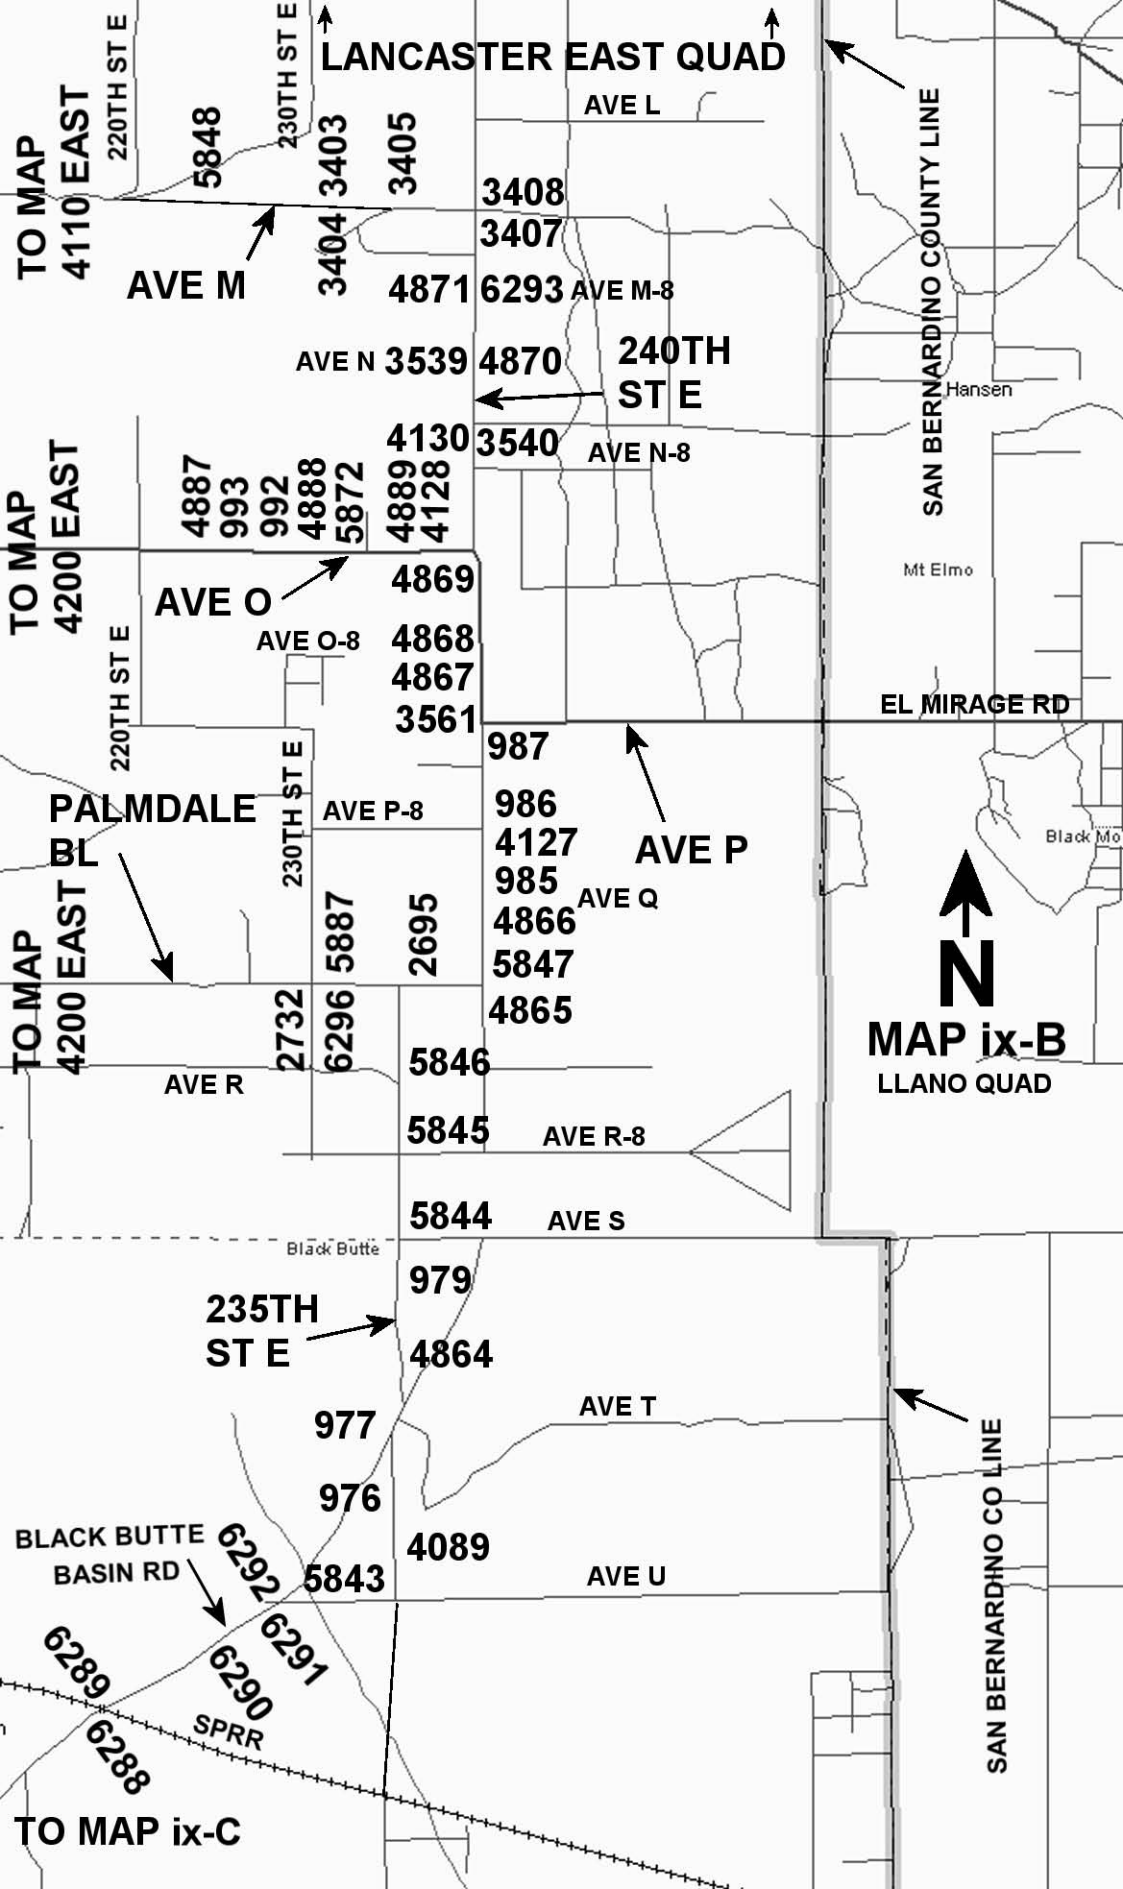 LANCASTER EAST QUAD
220TH ST E
230TH ST E
AVE L
TO MAP
4110 EAST
5848
3403
3405
3408
3404
3407
AVE M
4871 6293 AVE M-8
SAN BERNARDINO COUNTY LINE
AVE N 3539 4870
240TH
ST E
Hansen
4130 3540
AVE N-8
TO MAP
4200 EAST
4887
993
992
4888
5872
4889
4128
Mt Elmo
4869
AVE O
AVE O-8
4868
4867
3561
220TH ST E
EL MIRAGE RD
987
230TH ST E
PALMDALE
BL
AVE P-8
986
4127
AVE P
Black Mo
985
AVE Q
4866
TO MAP
4200 EAST
5887
2695
5847
4865
N
MAP ix-B
LLANO QUAD
2732
6296
5846
AVE R
5845
AVE R-8
5844
AVE S
Black Butte
979
235TH
ST E
4864
977
AVE T
SAN BERNARDINO CO LINE
976
BLACK BUTTE
BASIN RD
6292
4089
5843
AVE U
6291
6289
6290
SPRR
6288
TO MAP ix-C